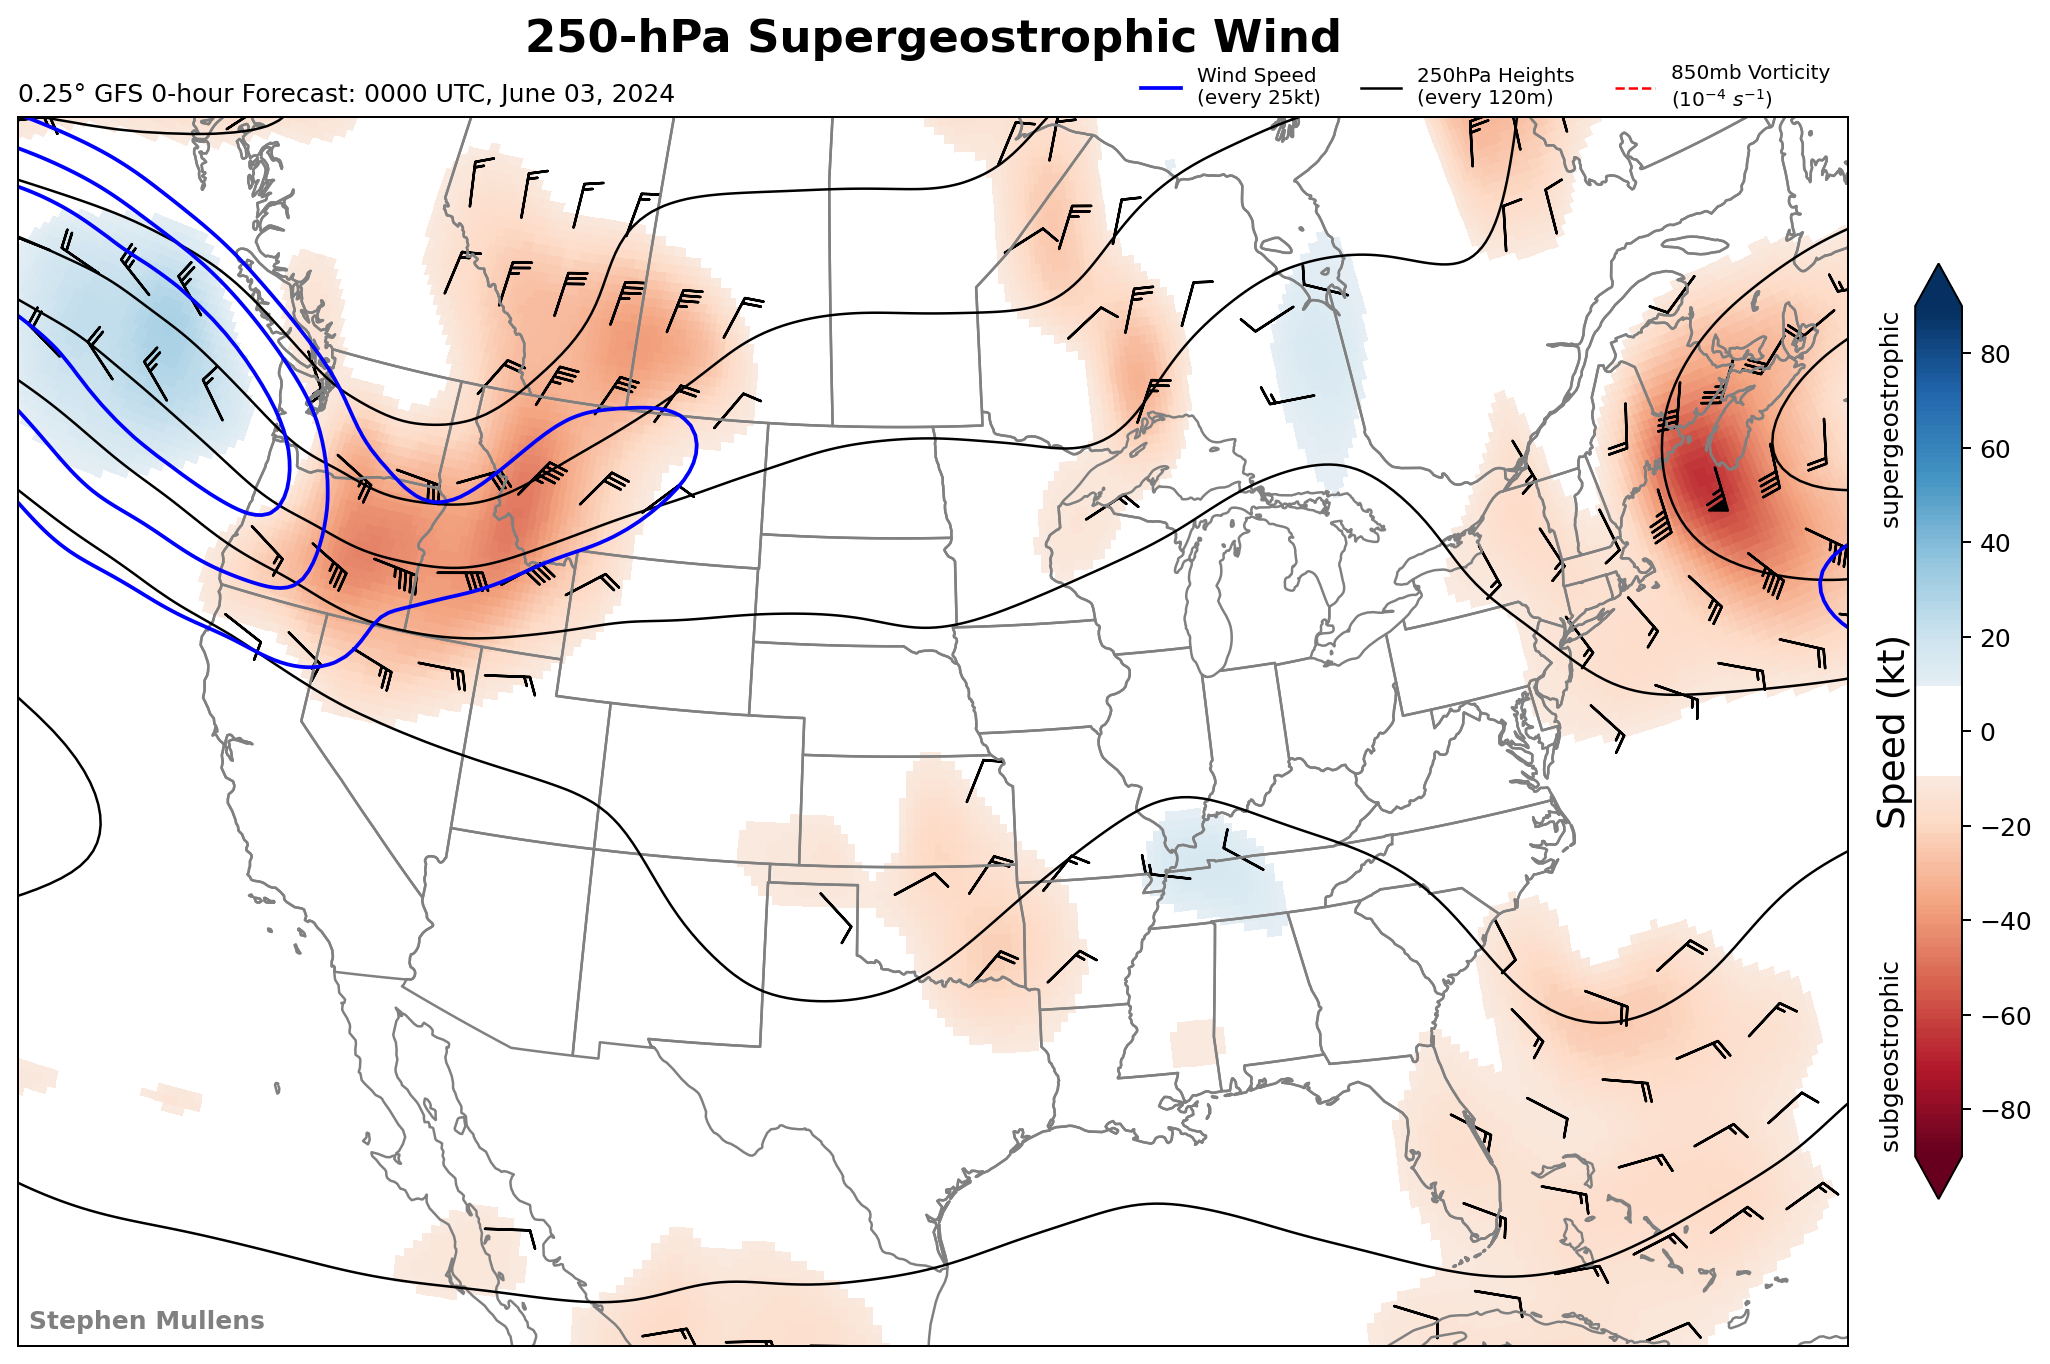 250-hPa Supergeostrophic Wind
0.25° GFS 0-hour Forecast: 0000 UTC, June 03, 2024
Wind Speed
(every 25kt)
250hPa Heights
(every 120m)
850mb Vorticity
(10⁻⁴ s⁻¹)
supergeostrophic
Speed (kt)
subgeostrophic
80
60
40
20
0
−20
−40
−60
−80
Stephen Mullens